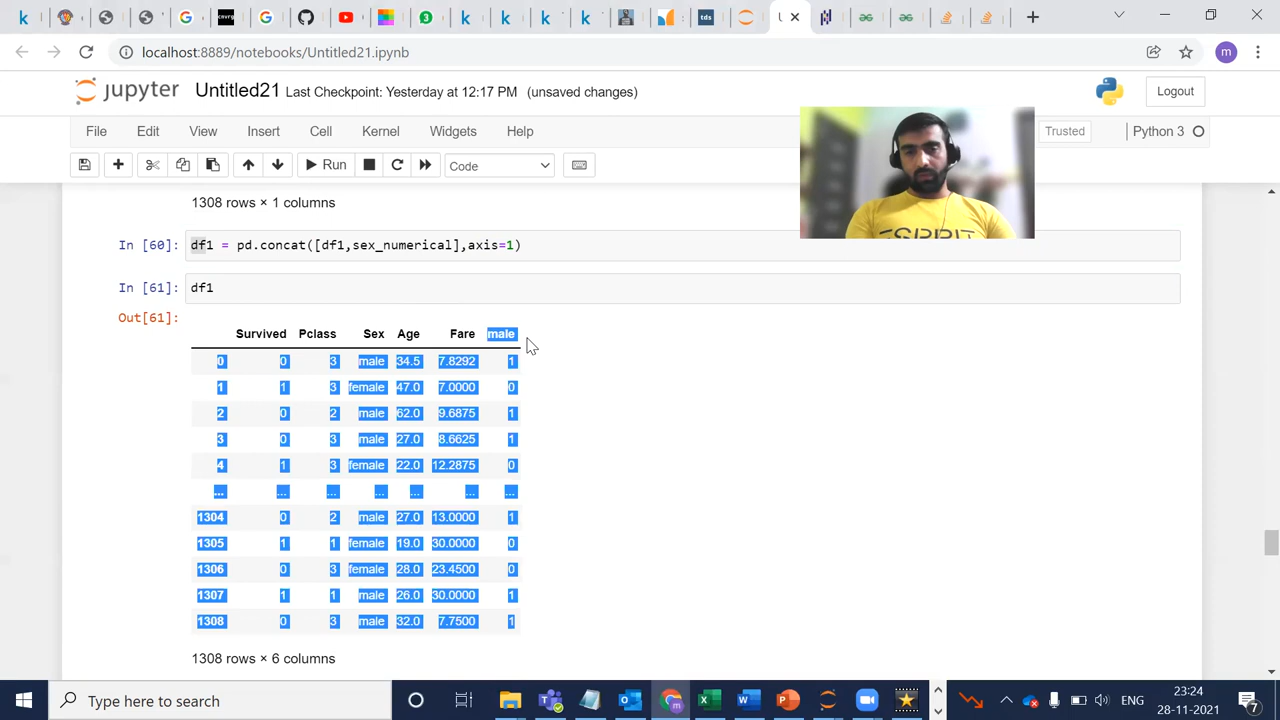 localhost:8889/notebooks/Untitled21.ipynb
m
jupyter Untitled21 Last Checkpoint: Yesterday at 12:17 PM (unsaved changes)
Logout
File Edit View Insert Cell Kernel Widgets Help
Trusted
Python 3
Run
Code
1308 rows × 1 columns
In [60]: df1 = pd.concat([df1,sex_numerical],axis=1)
In [61]: df1
Out[61]:
Survived Pclass Sex Age Fare male
0 0 3 male 34.5 7.8292 1
1 1 3 female 47.0 7.0000 0
2 0 2 male 62.0 9.6875 1
3 0 3 male 27.0 8.6625 1
4 1 3 female 22.0 12.2875 0
... ... ... ... ... ... ...
1304 0 2 male 27.0 13.0000 1
1305 1 1 female 19.0 30.0000 0
1306 0 3 female 28.0 23.4500 0
1307 1 1 male 26.0 30.0000 1
1308 0 3 male 32.0 7.7500 1
1308 rows × 6 columns
Type here to search
ENG
23:24
28-11-2021
7